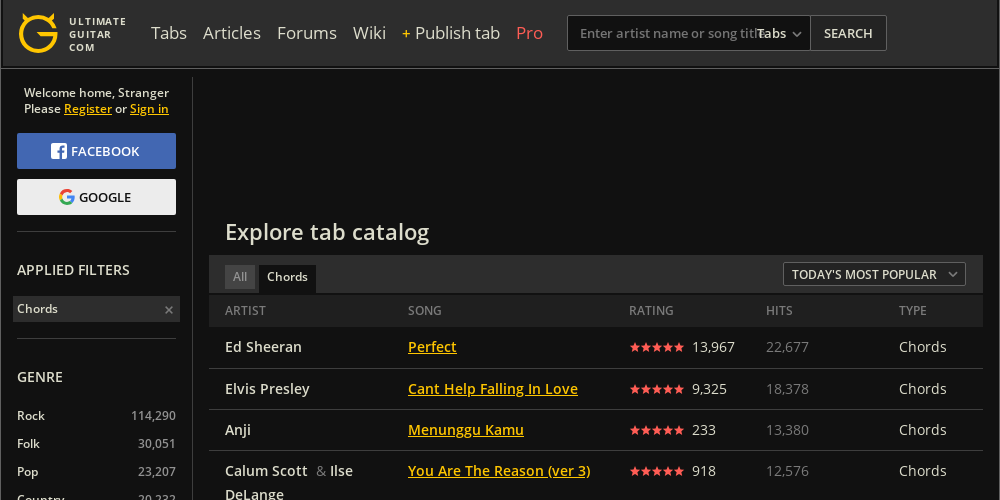 ULTIMATE
GUITAR
COM
Tabs Articles Forums Wiki + Publish tab Pro
Enter artist name or song title Tabs SEARCH
Welcome home, Stranger
Please Register or Sign in
FACEBOOK
GOOGLE
APPLIED FILTERS
Chords ×
GENRE
Rock 114,290
Folk 30,051
Pop 23,207
Country 20,232
Explore tab catalog
All Chords TODAY'S MOST POPULAR
ARTIST SONG RATING HITS TYPE
Ed Sheeran Perfect 13,967 22,677 Chords
Elvis Presley Cant Help Falling In Love 9,325 18,378 Chords
Anji Menunggu Kamu 233 13,380 Chords
Calum Scott & Ilse You Are The Reason (ver 3) 918 12,576 Chords
DeLange